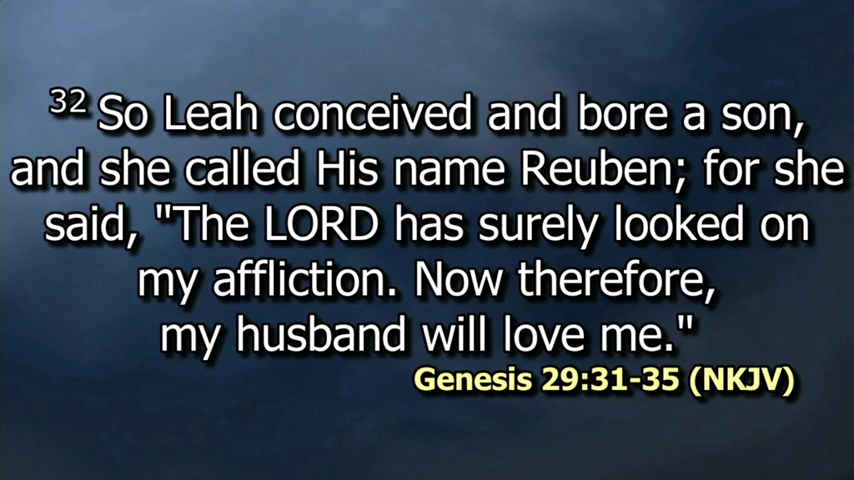 32 So Leah conceived and bore a son,
and she called His name Reuben; for she
said, "The LORD has surely looked on
my affliction. Now therefore,
my husband will love me."
Genesis 29:31-35 (NKJV)